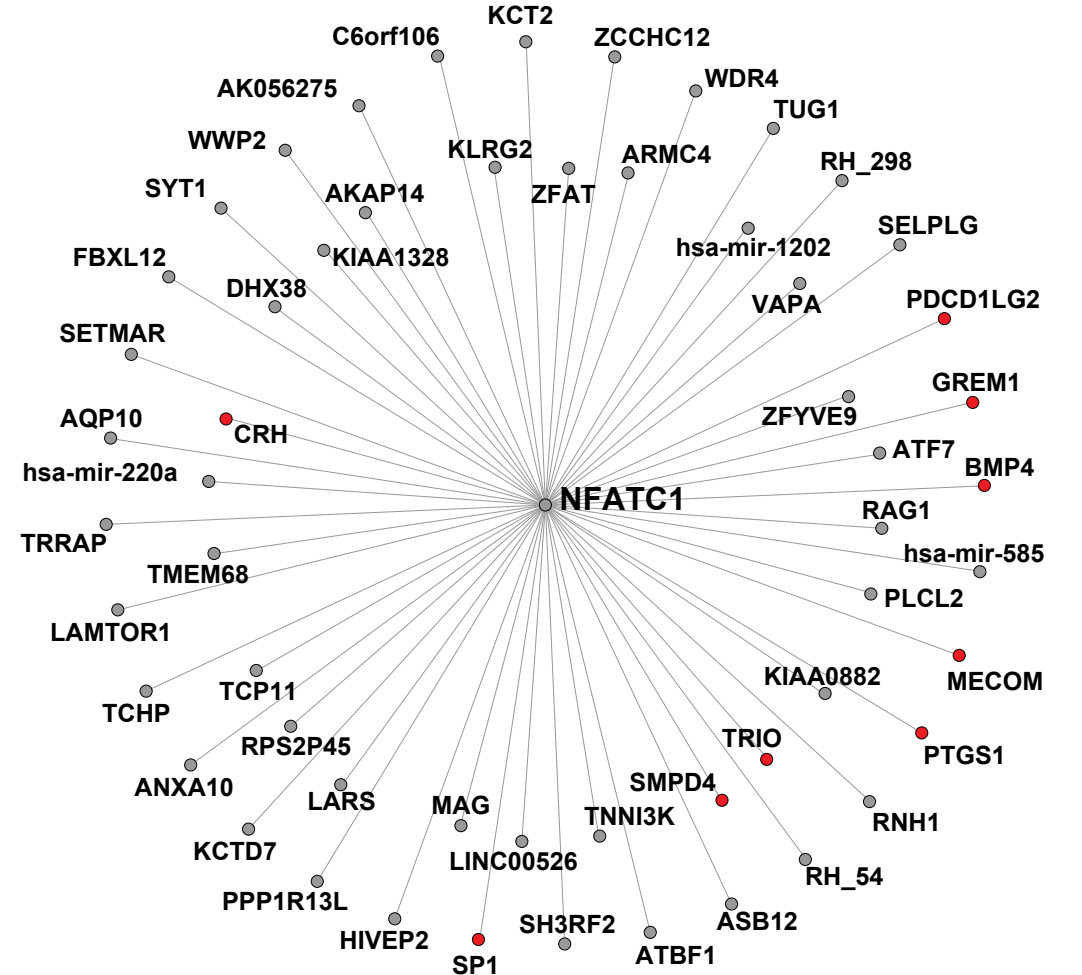 KCT2
C6orf106
ZCCHC12
WDR4
AK056275
TUG1
WWP2
KLRG2
ARMC4
RH_298
SYT1
AKAP14
ZFAT
SELPLG
hsa-mir-1202
FBXL12
KIAA1328
DHX38
VAPA
PDCD1LG2
SETMAR
GREM1
AQP10
CRH
ZFYVE9
ATF7
BMP4
hsa-mir-220a
NFATC1
RAG1
TRRAP
hsa-mir-585
TMEM68
PLCL2
LAMTOR1
KIAA0882
MECOM
TCHP
TCP11
RPS2P45
TRIO
PTGS1
ANXA10
LARS
SMPD4
MAG
TNNI3K
RNH1
KCTD7
LINC00526
RH_54
PPP1R13L
HIVEP2
SH3RF2
ASB12
SP1
ATBF1